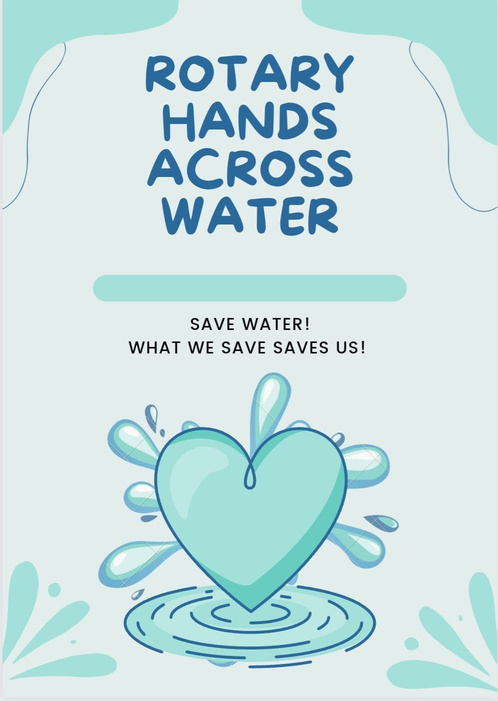 ROTARY
HANDS
ACROSS
WATER
SAVE WATER!
WHAT WE SAVE SAVES US!